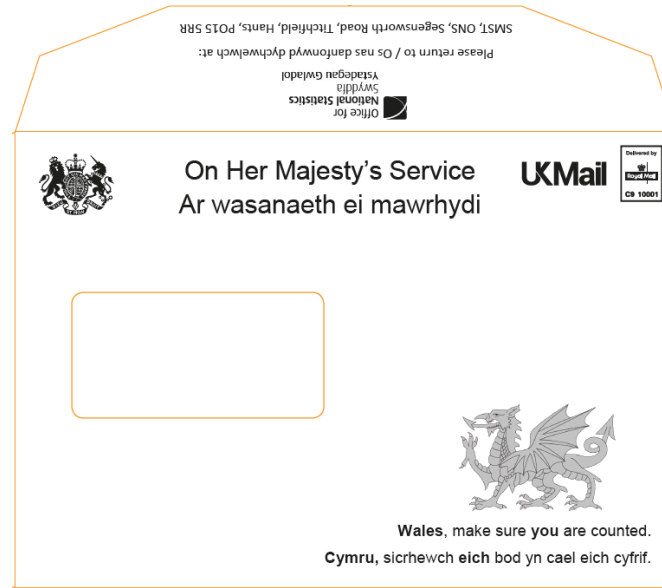 SMST, ONS, Segensworth Road, Titchfield, Hants, PO15 5RR
Please return to / Os nas danfonwyd dychwelwch at:
Ystadegau Gwladol
Swyddfa
National Statistics
Office for
On Her Majesty's Service
Ar wasanaeth ei mawrhydi
UKMail
Delivered by
Royal Mail
C9 10001
Wales, make sure you are counted.
Cymru, sicrhewch eich bod yn cael eich cyfrif.